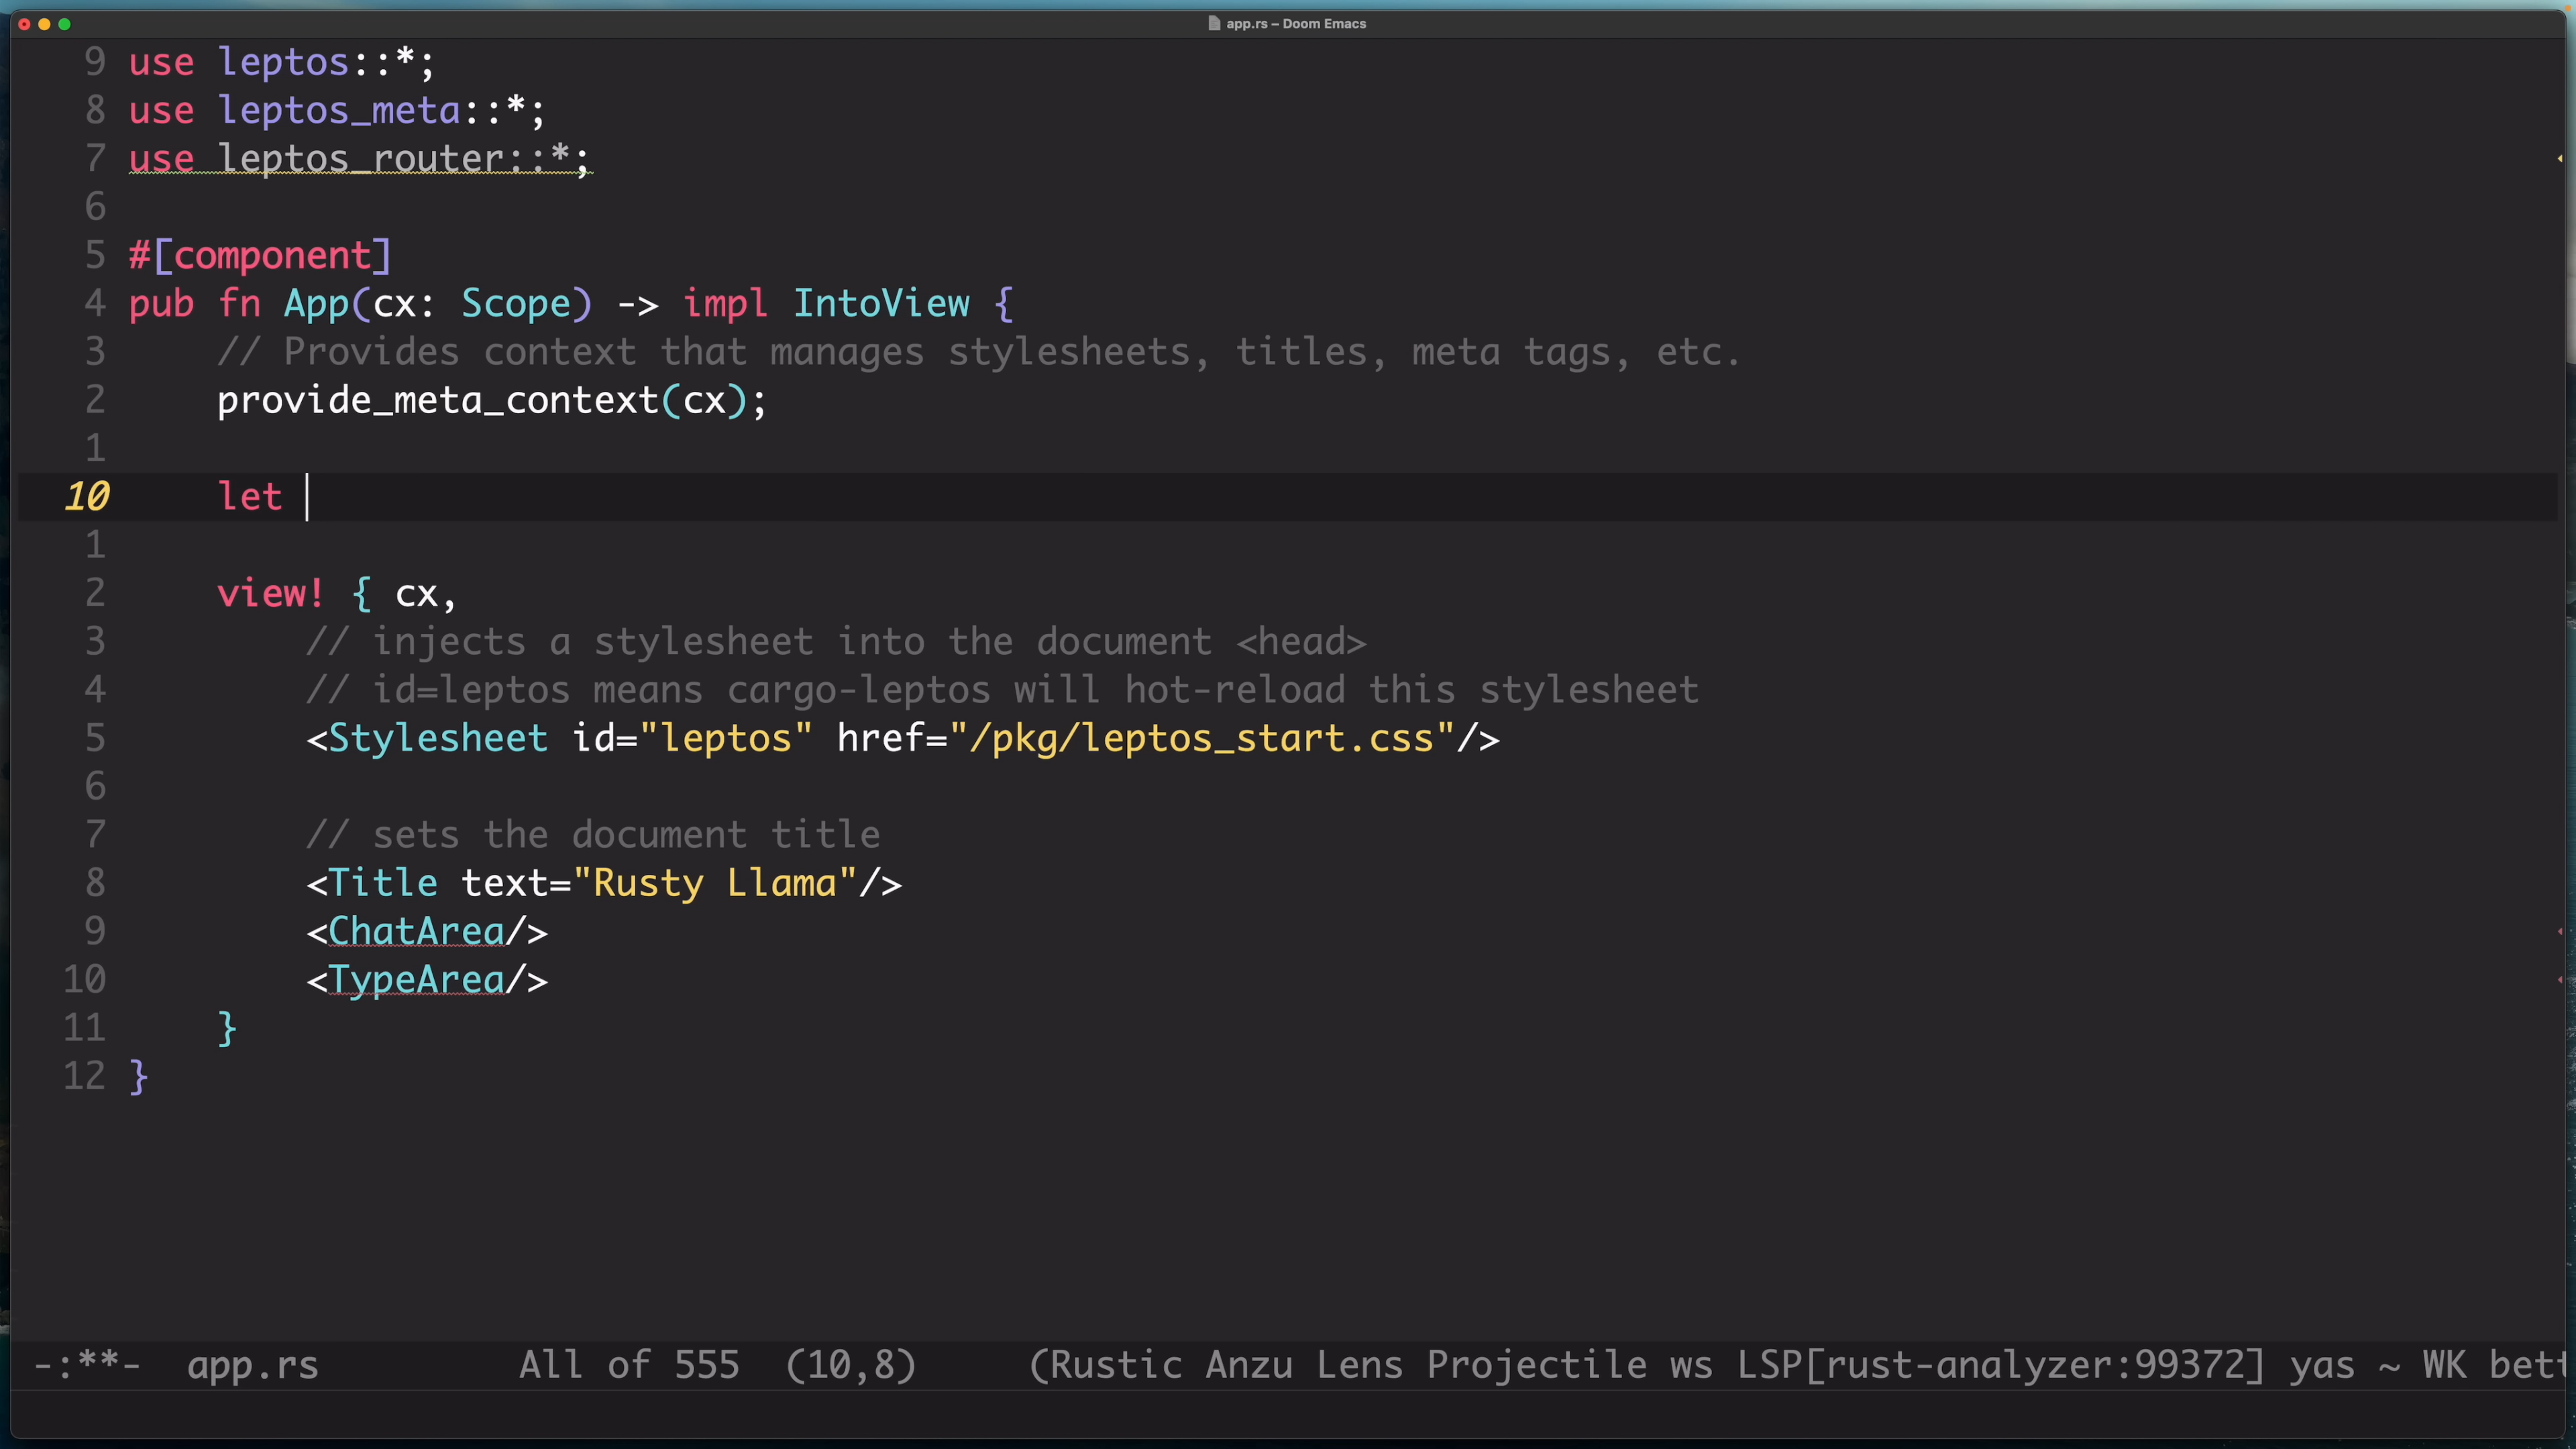 app.rs – Doom Emacs
9 use leptos::*;
8 use leptos_meta::*;
7 use leptos_router::*;
6
5 #[component]
4 pub fn App(cx: Scope) -> impl IntoView {
3     // Provides context that manages stylesheets, titles, meta tags, etc.
2     provide_meta_context(cx);
1
10     let
1
2     view! { cx,
3         // injects a stylesheet into the document <head>
4         // id=leptos means cargo-leptos will hot-reload this stylesheet
5         <Stylesheet id="leptos" href="/pkg/leptos_start.css"/>
6
7         // sets the document title
8         <Title text="Rusty Llama"/>
9         <ChatArea/>
10         <TypeArea/>
11     }
12 }
-:**-  app.rs         All of 555  (10,8)     (Rustic Anzu Lens Projectile ws LSP[rust-analyzer:99372] yas ~ WK